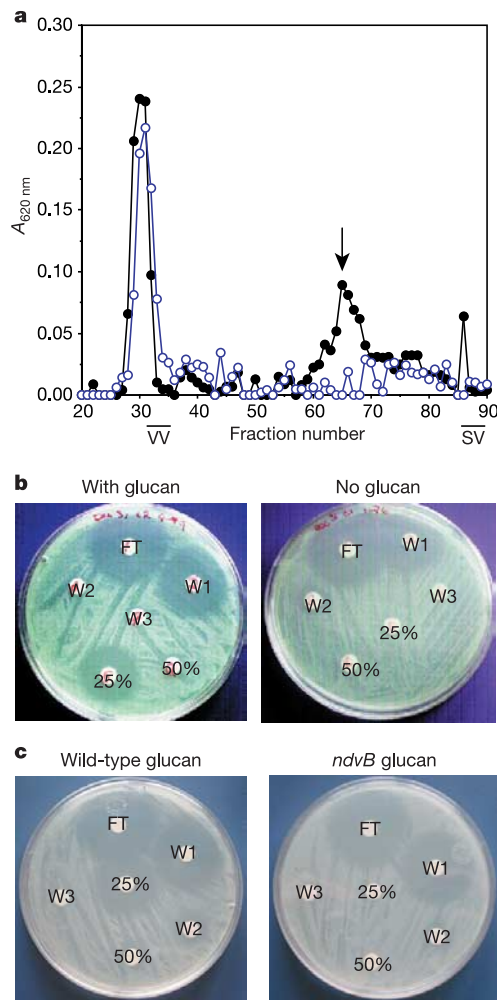 a
0.30
0.25
0.20
0.15
0.10
0.05
0.00
A620 nm
20 30 40 50 60 70 80 90
VV Fraction number SV
b
With glucan No glucan
FT
W1
W2
W3
25%
50%
FT
W1
W2
W3
25%
50%
c
Wild-type glucan ndvB glucan
FT
W1
25%
W3
W2
50%
FT
W1
W3
25%
W2
50%